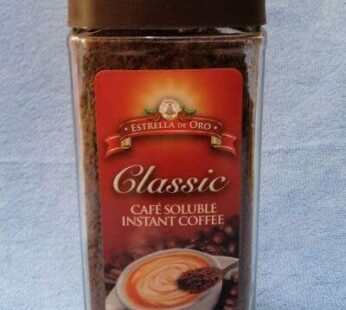 ESTRELLA DE ORO
Classic
CAFÉ SOLUBLE
INSTANT COFFEE